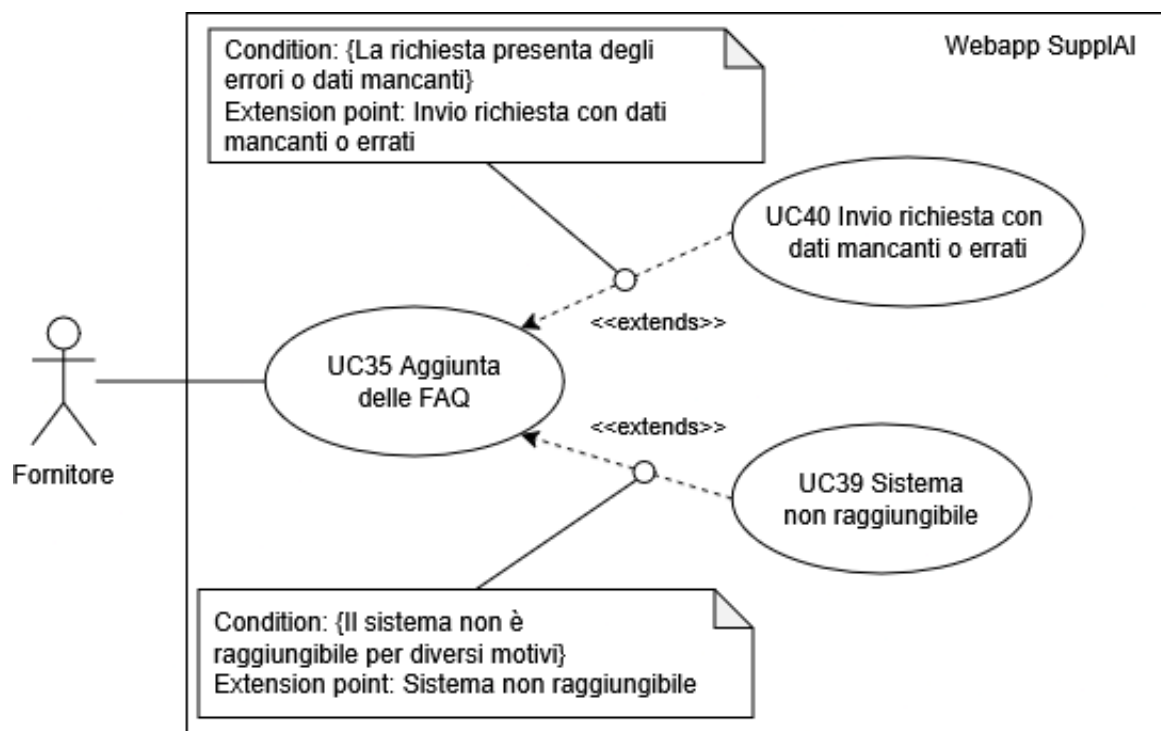 Condition: {La richiesta presenta degli
errori o dati mancanti}
Extension point: Invio richiesta con dati
mancanti o errati
Webapp SupplAI
UC40 Invio richiesta con
dati mancanti o errati
<<extends>>
UC35 Aggiunta
delle FAQ
Fornitore
<<extends>>
UC39 Sistema
non raggiungibile
Condition: {Il sistema non è
raggiungibile per diversi motivi}
Extension point: Sistema non raggiungibile